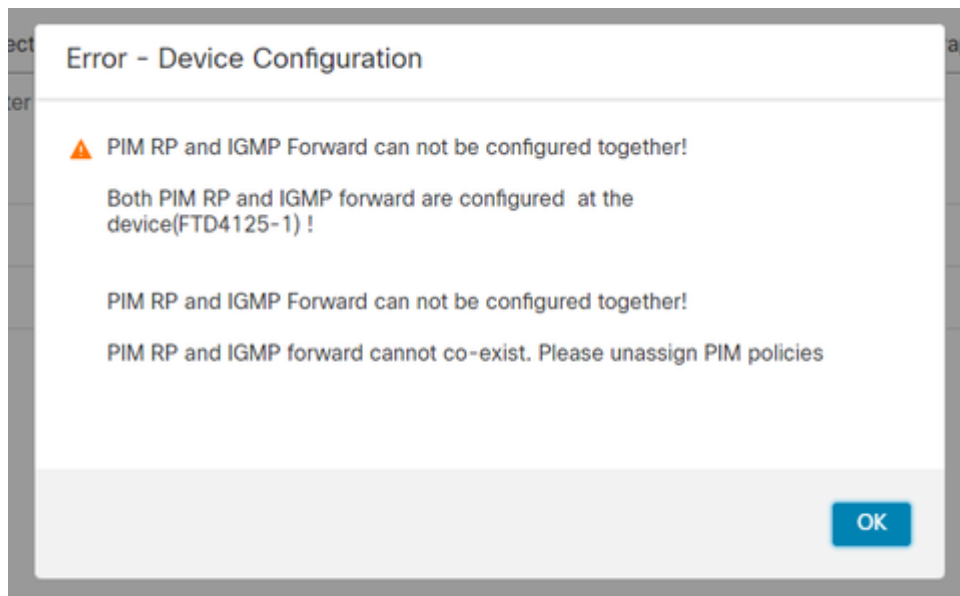 Error - Device Configuration
PIM RP and IGMP Forward can not be configured together!
Both PIM RP and IGMP forward are configured at the
device(FTD4125-1) !
PIM RP and IGMP Forward can not be configured together!
PIM RP and IGMP forward cannot co-exist. Please unassign PIM policies
OK